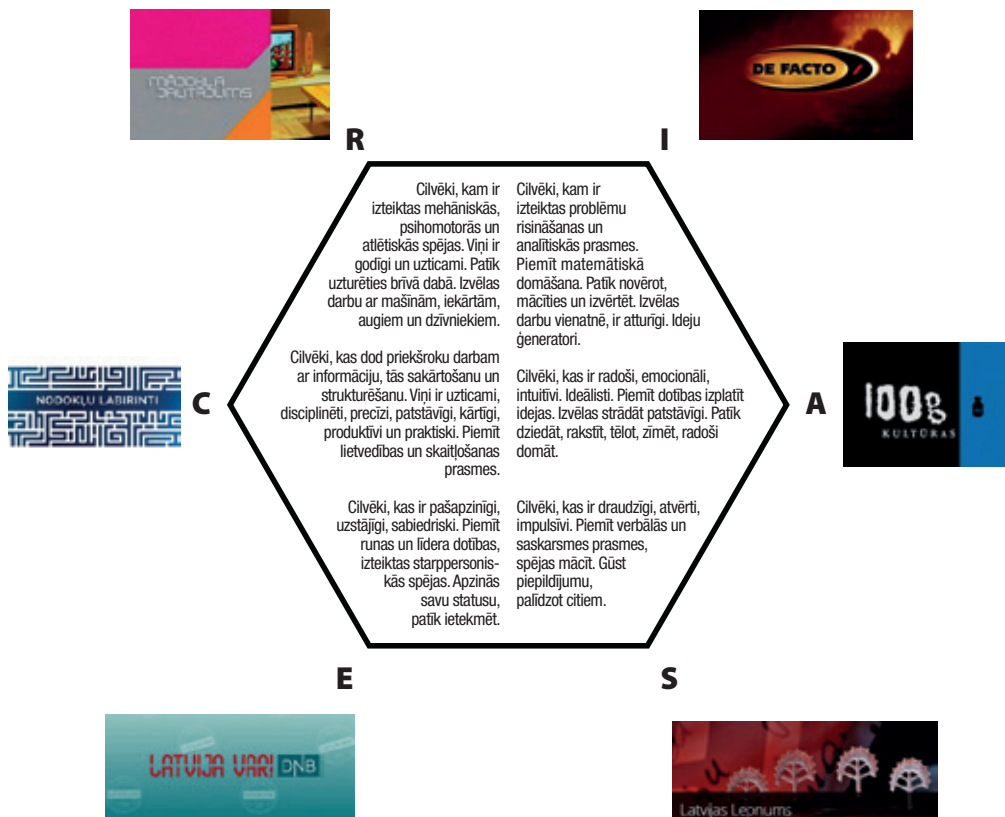 MĀJOKĻA
JAUTĀJUMS
DE FACTO
R
I
Cilvēki, kam ir
izteiktas mehāniskās,
psihomotorās un
atlētiskās spējas. Viņi ir
godīgi un uzticami. Patīk
uzturēties brīvā dabā. Izvēlas
darbu ar mašīnām, iekārtām,
augiem un dzīvniekiem.
Cilvēki, kam ir
izteiktas problēmu
risināšanas un
analītiskās prasmes.
Piemīt matemātiskā
domāšana. Patīk novērot,
mācīties un izvērtēt. Izvēlas
darbu vienatnē, ir atturīgi. Ideju
ģeneratori.
NODOKĻU LABIRINTI
C
Cilvēki, kas dod priekšroku darbam
ar informāciju, tās sakārtošanu un
strukturēšanu. Viņi ir uzticami,
disciplinēti, precīzi, patstāvīgi, kārtīgi,
produktīvi un praktiski. Piemīt
lietvedības un skaitļošanas
prasmes.
Cilvēki, kas ir radoši, emocionāli,
intuitīvi. Ideālisti. Piemīt dotības izplatīt
idejas. Izvēlas strādāt patstāvīgi. Patīk
dziedāt, rakstīt, tēlot, zīmēt, radoši
domāt.
A
100g
KULTŪRAS
Cilvēki, kas ir pašapzinīgi,
uzstājīgi, sabiedriski. Piemīt
runas un līdera dotības,
izteiktas starppersonis-
kās spējas. Apzinās
savu statusu,
patīk ietekmēt.
Cilvēki, kas ir draudzīgi, atvērti,
impulsīvi. Piemīt verbālās un
saskarsmes prasmes,
spējas mācīt. Gūst
piepildījumu,
palīdzot citiem.
E
S
LATVIJA VAR! DNB
Latvijas Lepnums